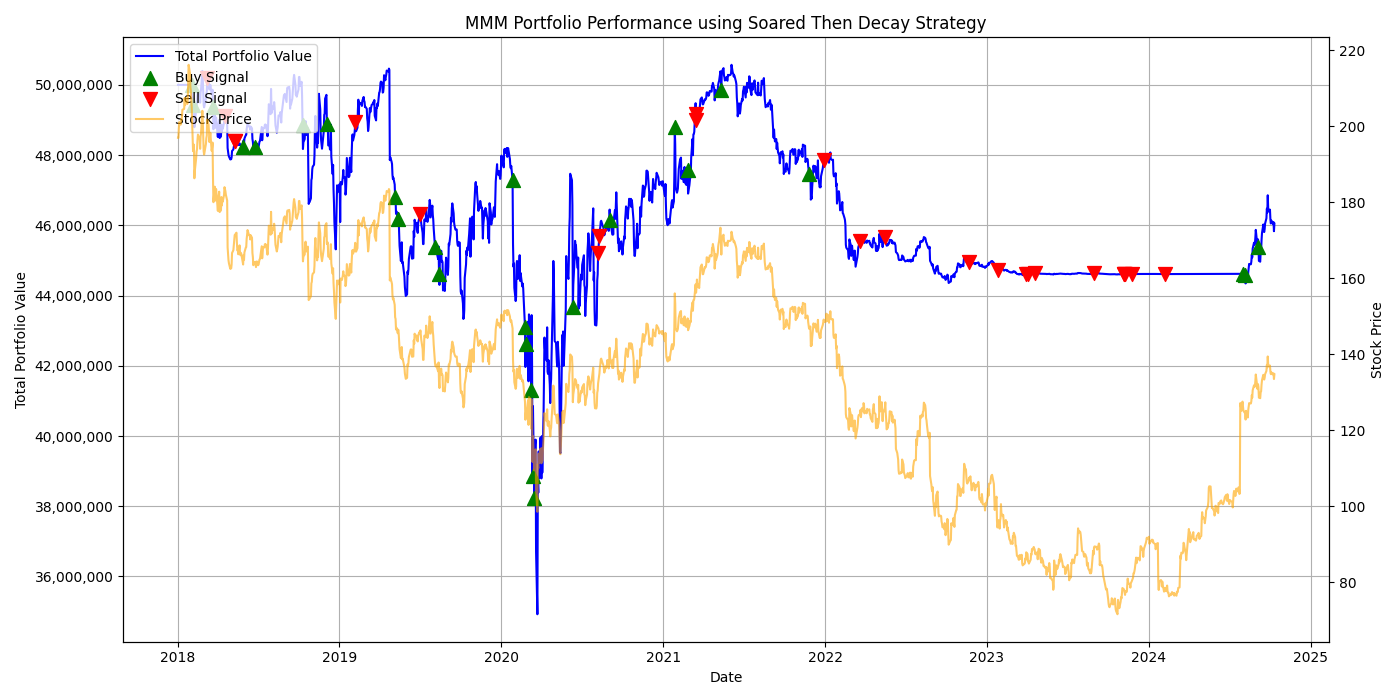 MMM Portfolio Performance using Soared Then Decay Strategy
Total Portfolio Value
Buy Signal
Sell Signal
Stock Price
50,000,000
48,000,000
46,000,000
44,000,000
42,000,000
40,000,000
38,000,000
36,000,000
Total Portfolio Value
220
200
180
160
140
120
100
80
Stock Price
2018 2019 2020 2021 2022 2023 2024 2025
Date